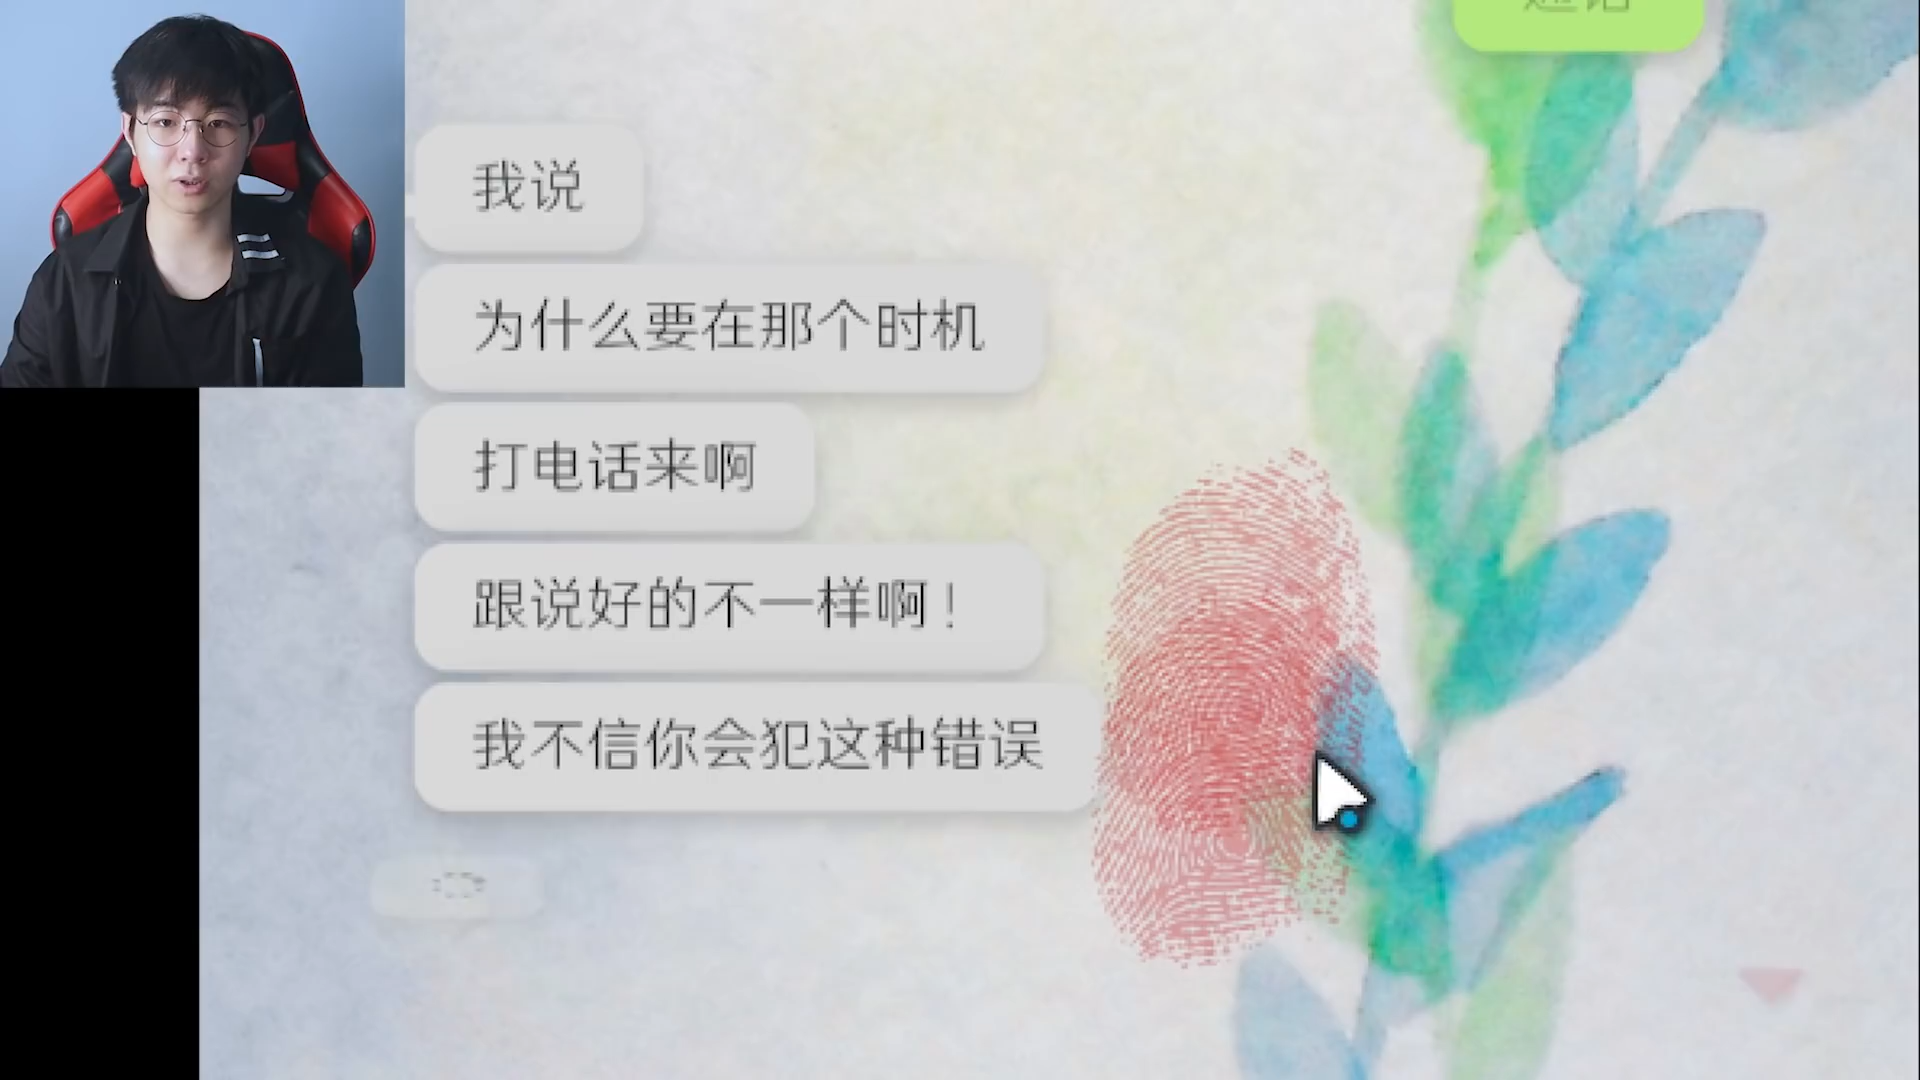 我说
为什么要在那个时机
打电话来啊
跟说好的不一样啊！
我不信你会犯这种错误